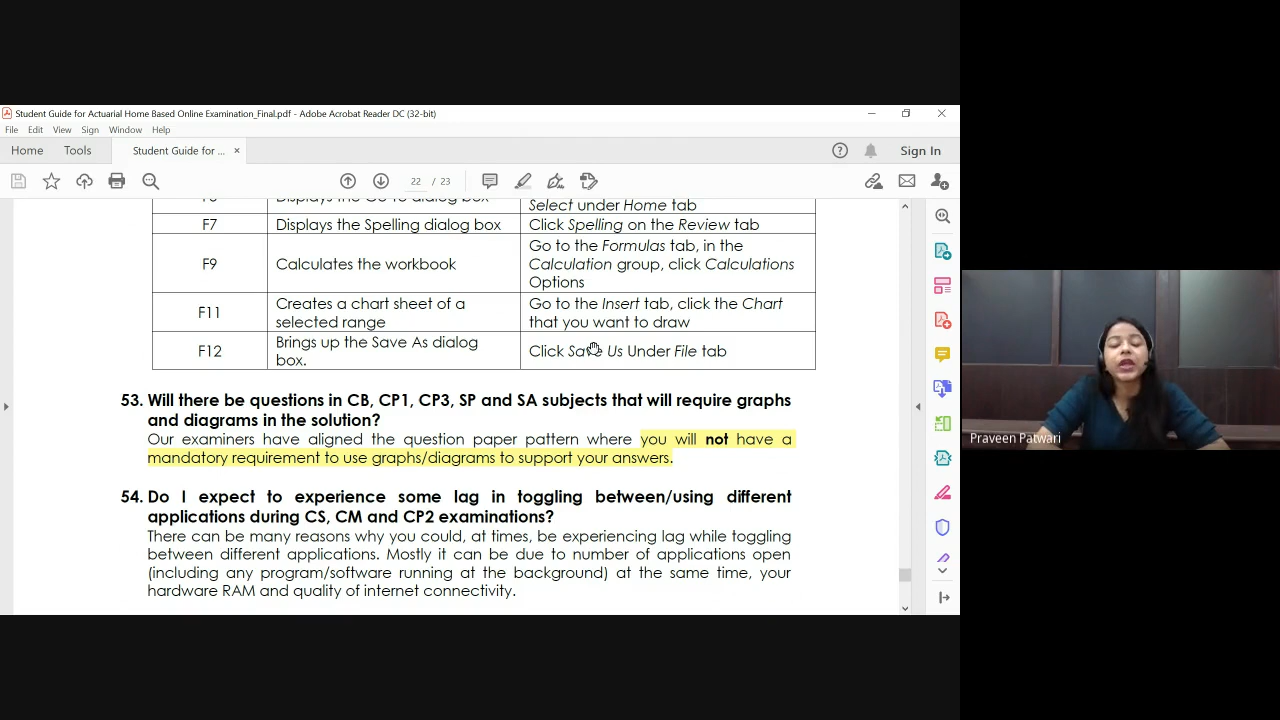 Student Guide for Actuarial Home Based Online Examination_Final.pdf - Adobe Acrobat Reader DC (32-bit)
File Edit View Sign Window Help
Home Tools Student Guide for ... × Sign In
22 / 23
Displays the Go To dialog box
Select under Home tab
F7 Displays the Spelling dialog box Click Spelling on the Review tab
Go to the Formulas tab, in the
F9 Calculates the workbook Calculation group, click Calculations
Options
Creates a chart sheet of a Go to the Insert tab, click the Chart
F11
selected range that you want to draw
Brings up the Save As dialog
F12 Click Save Us Under File tab
box.
53. Will there be questions in CB, CP1, CP3, SP and SA subjects that will require graphs
and diagrams in the solution?
Our examiners have aligned the question paper pattern where you will not have a
mandatory requirement to use graphs/diagrams to support your answers.
54. Do I expect to experience some lag in toggling between/using different
applications during CS, CM and CP2 examinations?
There can be many reasons why you could, at times, be experiencing lag while toggling
between different applications. Mostly it can be due to number of applications open
(including any program/software running at the background) at the same time, your
hardware RAM and quality of internet connectivity.
Praveen Patwari